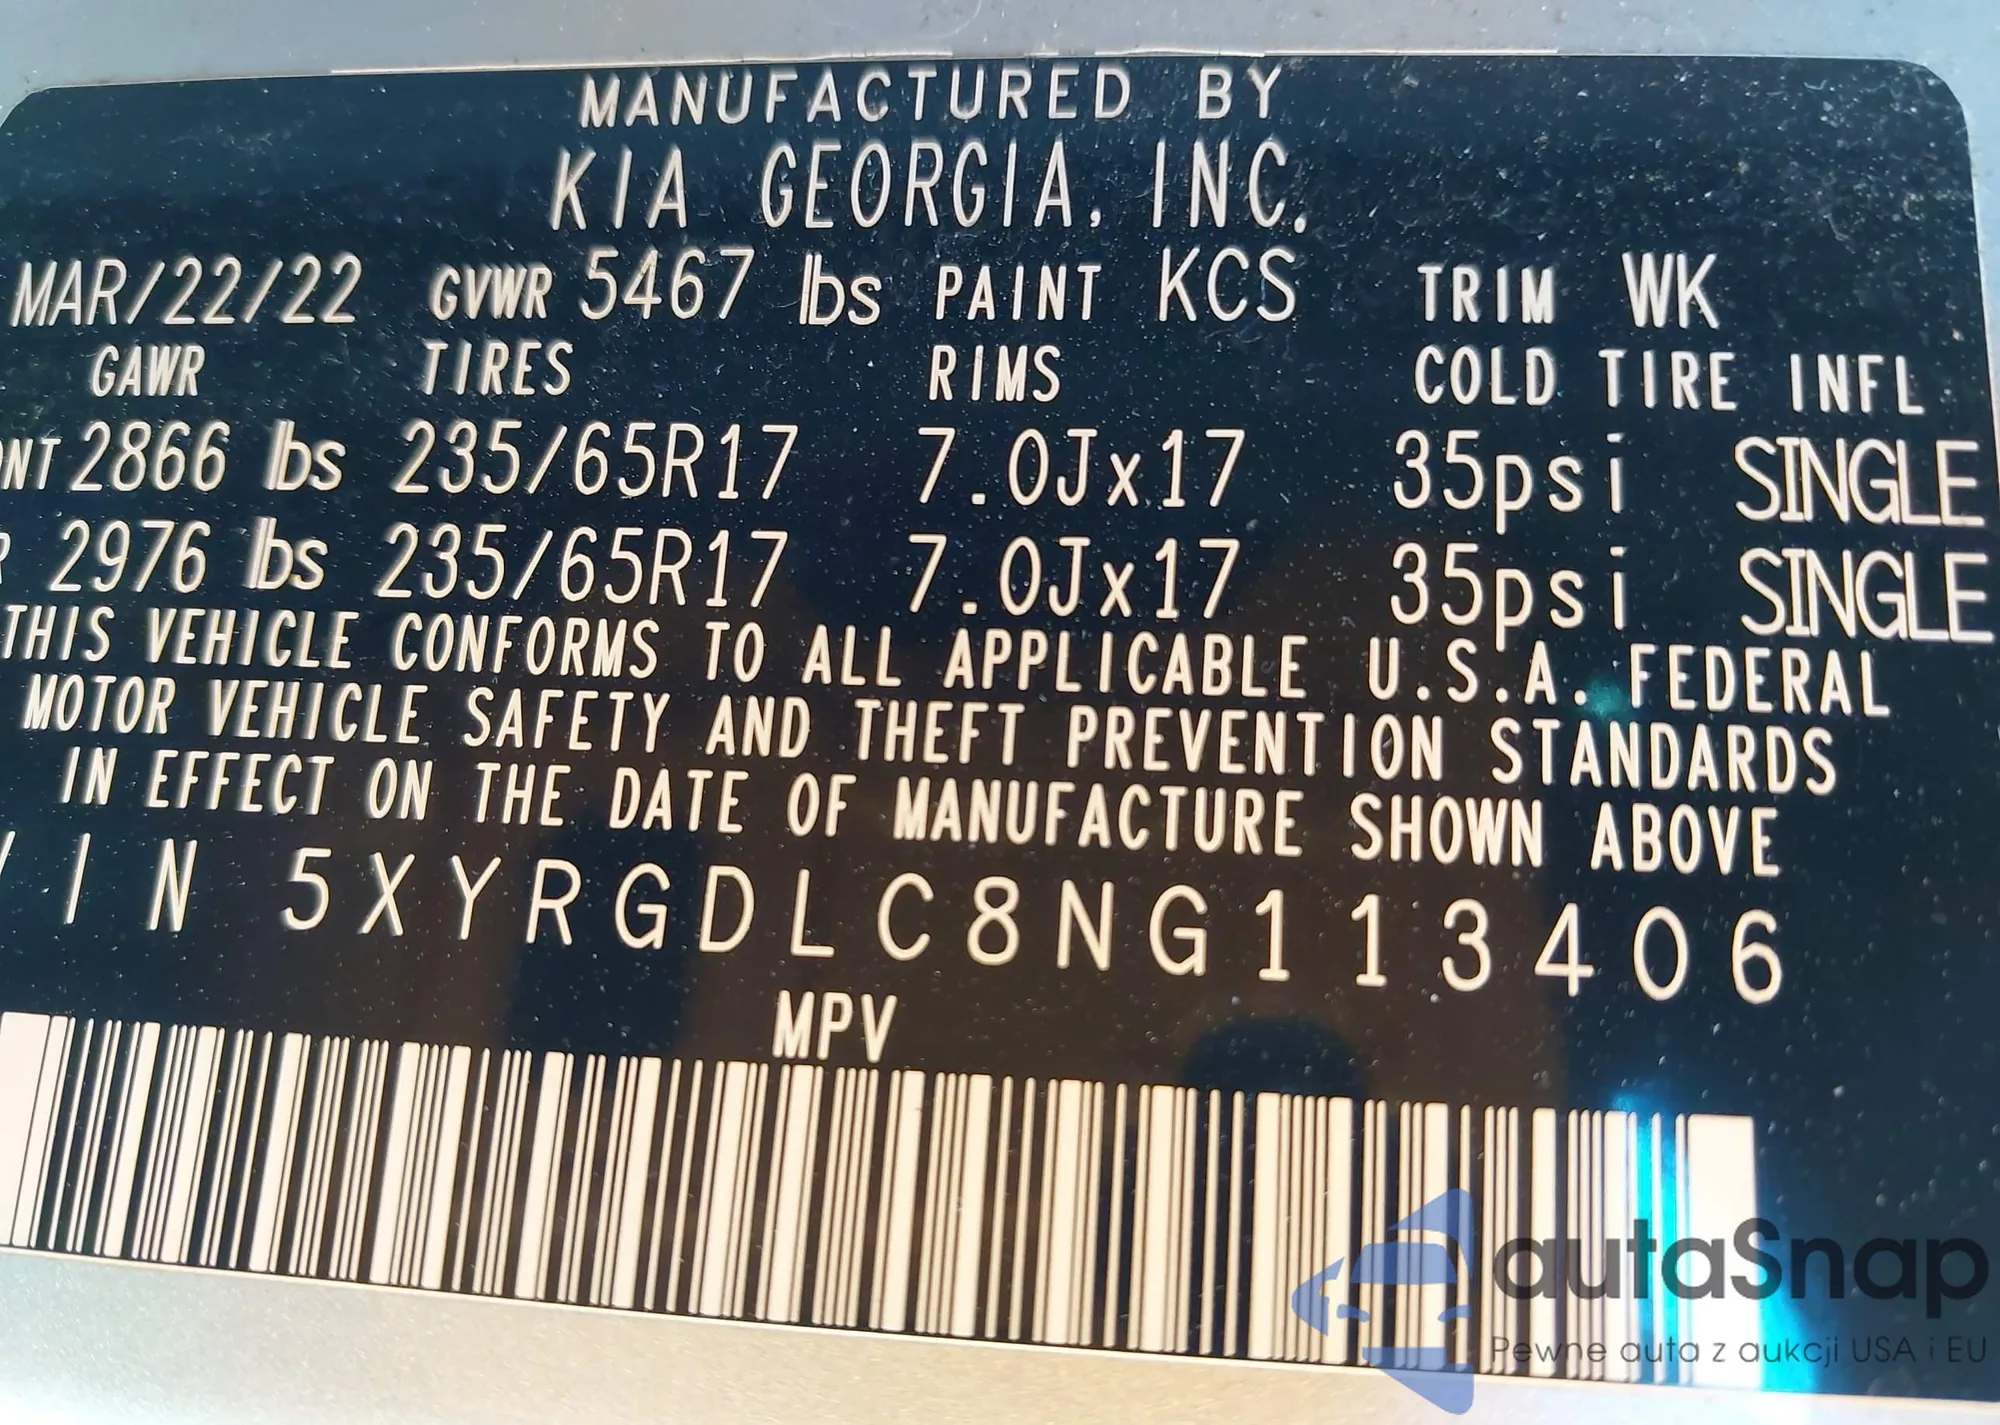 MANUFACTURED BY
KIA GEORGIA, INC.
MAR/22/22 GVWR 5467 lbs PAINT KCS TRIM WK
GAWR TIRES RIMS COLD TIRE INFL
NT 2866 lbs 235/65R17 7.0Jx17 35psi SINGLE
R 2976 lbs 235/65R17 7.0Jx17 35psi SINGLE
THIS VEHICLE CONFORMS TO ALL APPLICABLE U.S.A. FEDERAL
MOTOR VEHICLE SAFETY AND THEFT PREVENTION STANDARDS
IN EFFECT ON THE DATE OF MANUFACTURE SHOWN ABOVE
VIN 5XYRGDLC8NG113406
MPV
autaSnap
Pewne auta z aukcji USA i EU